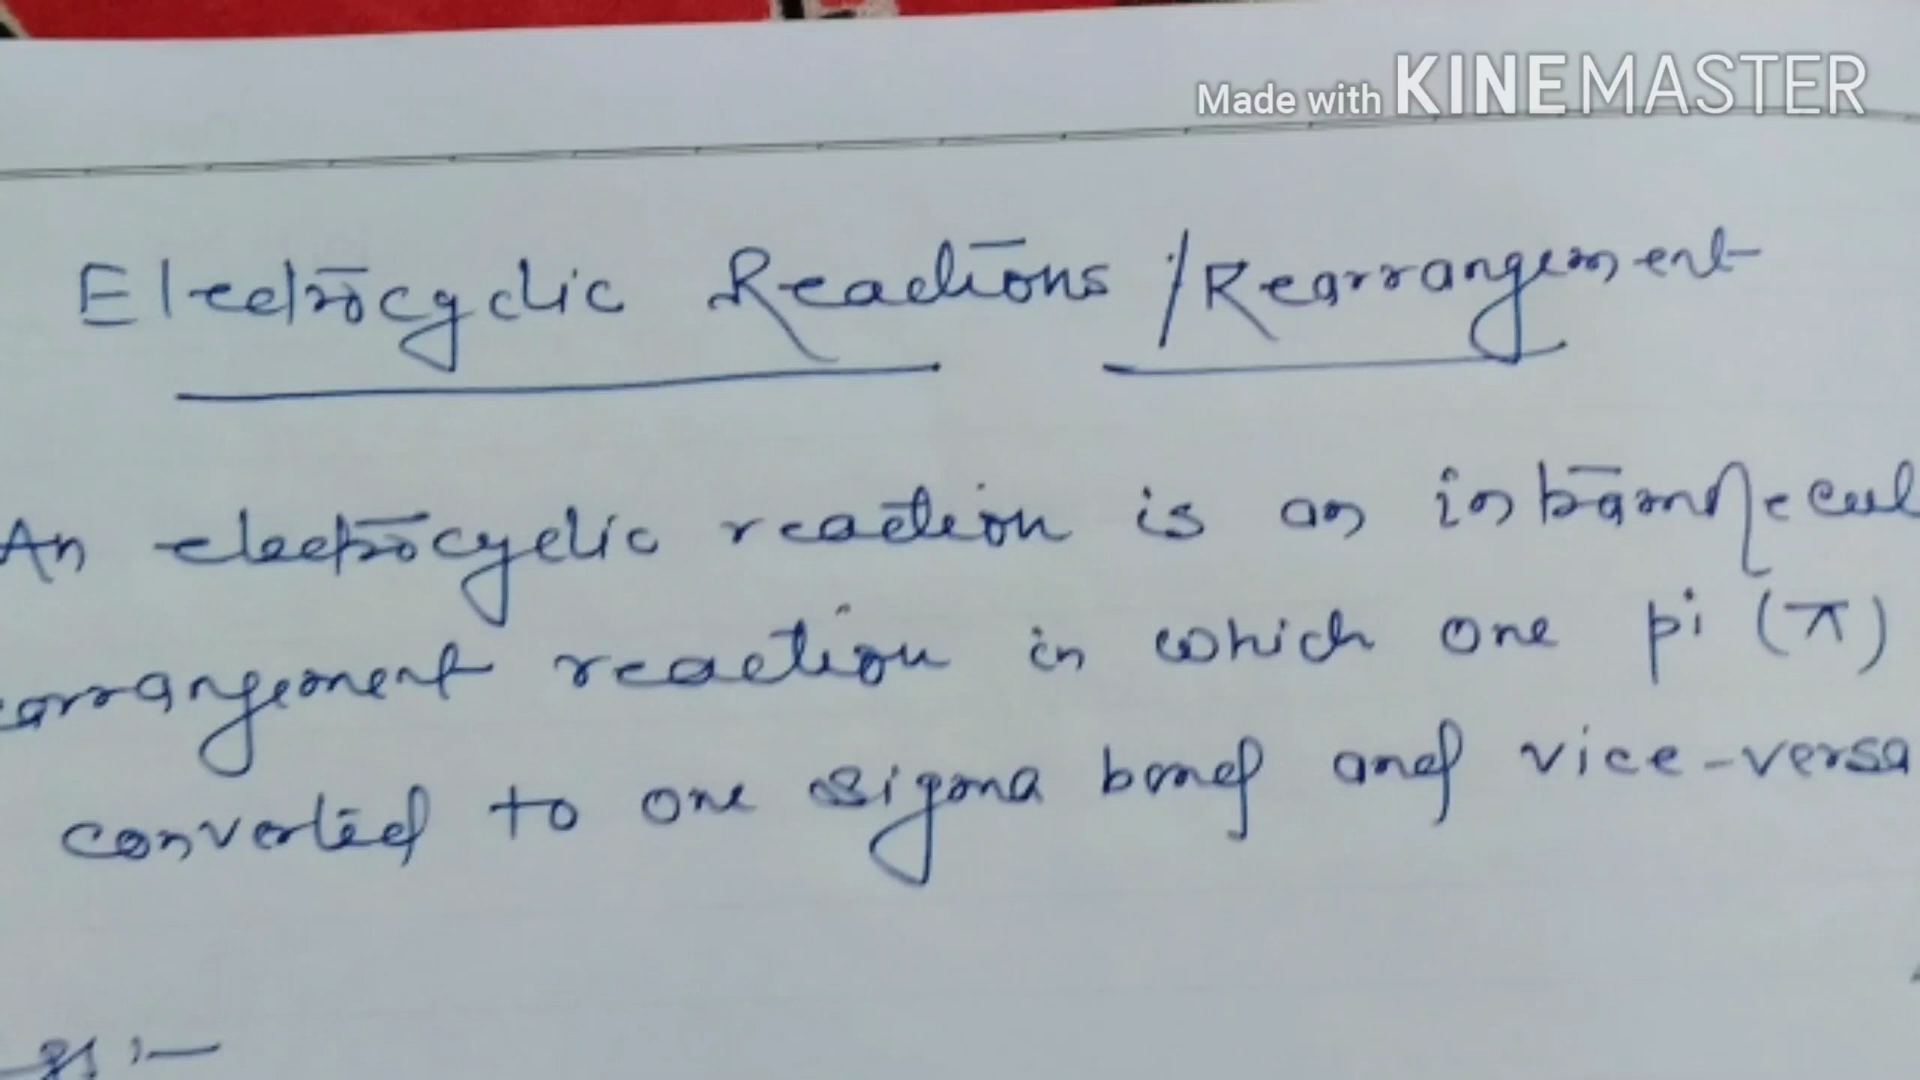 Made with KINEMASTER
Electrocyclic Reactions / Rearrangement
An electrocyclic reaction is an intramolecul
arrangement reaction in which one pi (π)
converted to one sigma bond and vice-versa